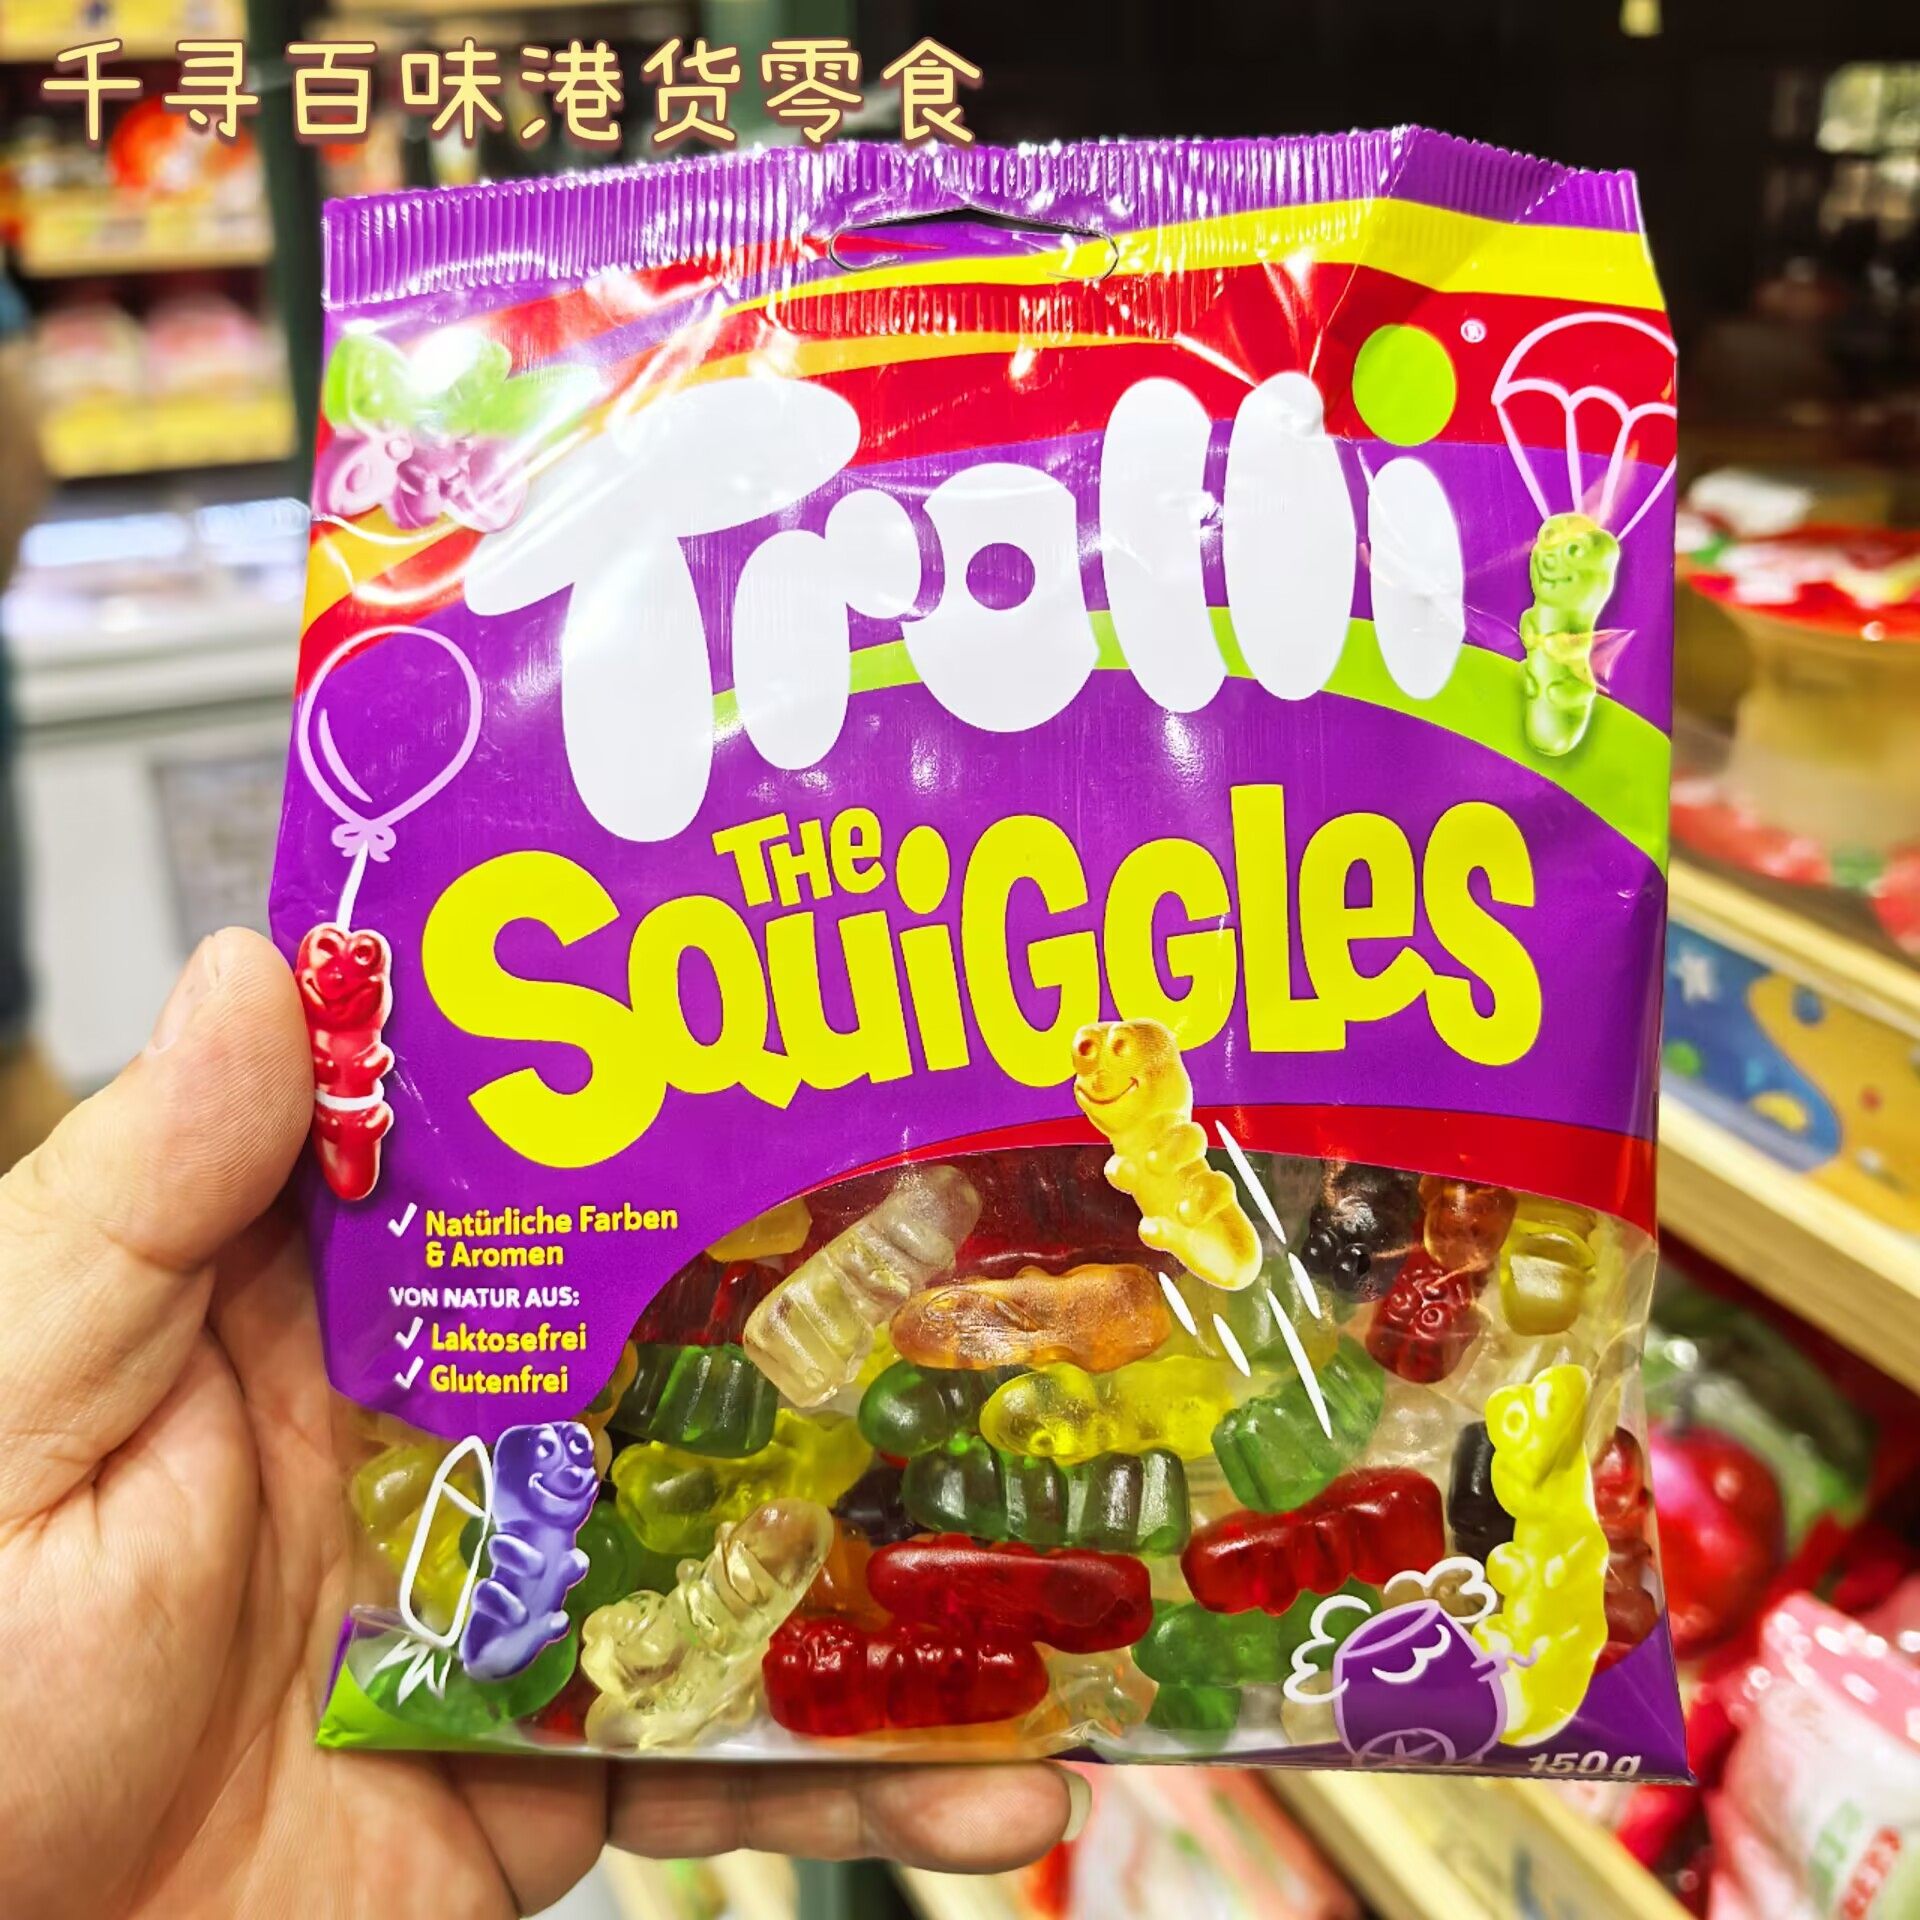 千寻百味港货零食
®
Trolli
THE
SQUIGGLES
✓ Natürliche Farben
& Aromen
VON NATUR AUS:
✓ Laktosefrei
✓ Glutenfrei
150g